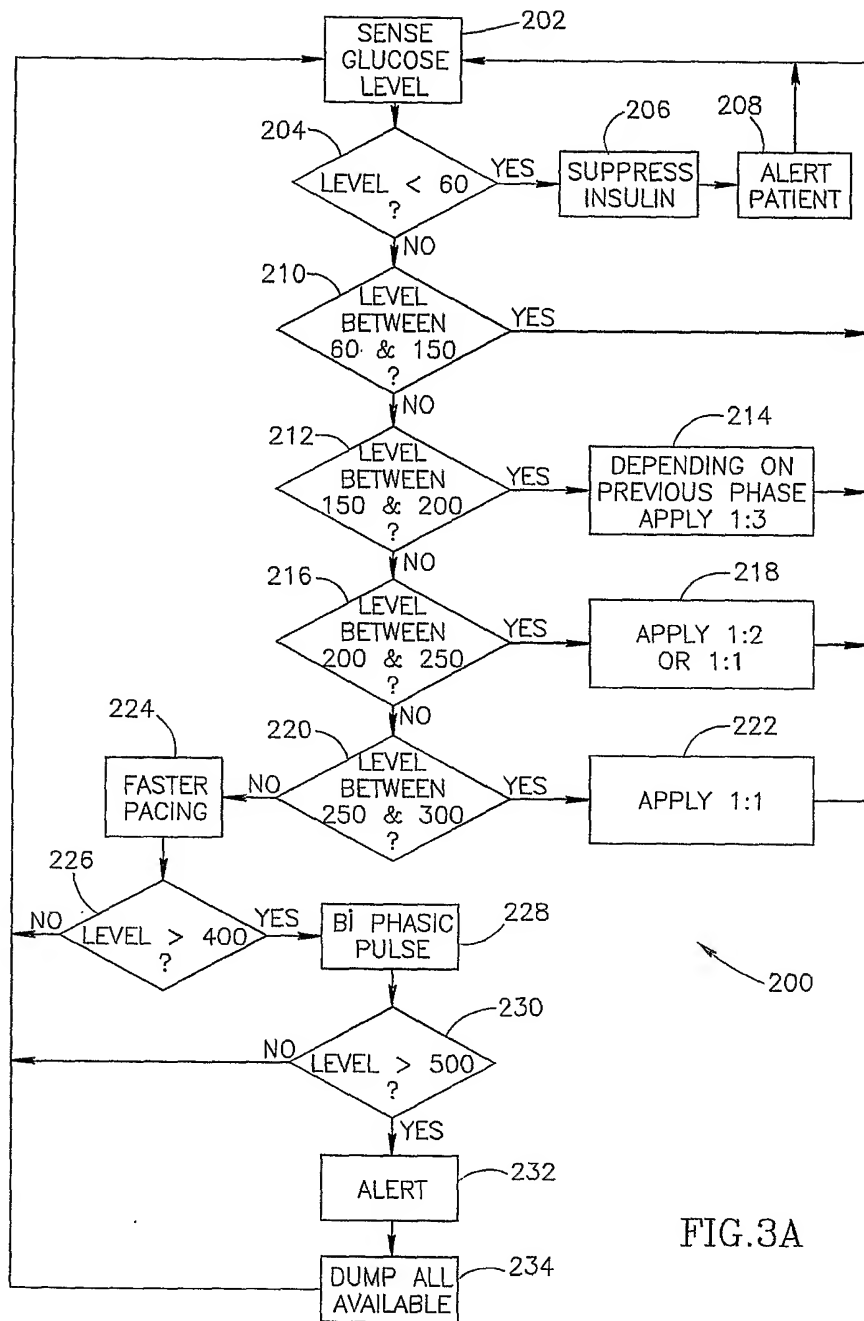 SENSE
GLUCOSE
LEVEL
202
204
LEVEL < 60
?
YES
NO
206
SUPPRESS
INSULIN
208
ALERT
PATIENT
210
LEVEL
BETWEEN
60 & 150
?
YES
NO
212
LEVEL
BETWEEN
150 & 200
?
YES
NO
214
DEPENDING ON
PREVIOUS PHASE
APPLY 1:3
216
LEVEL
BETWEEN
200 & 250
?
YES
NO
218
APPLY 1:2
OR 1:1
220
LEVEL
BETWEEN
250 & 300
?
YES
NO
222
APPLY 1:1
224
FASTER
PACING
226
LEVEL > 400
?
NO
YES
BI PHASIC
PULSE
228
200
230
LEVEL > 500
?
NO
YES
ALERT
232
DUMP ALL
AVAILABLE
234
FIG.3A